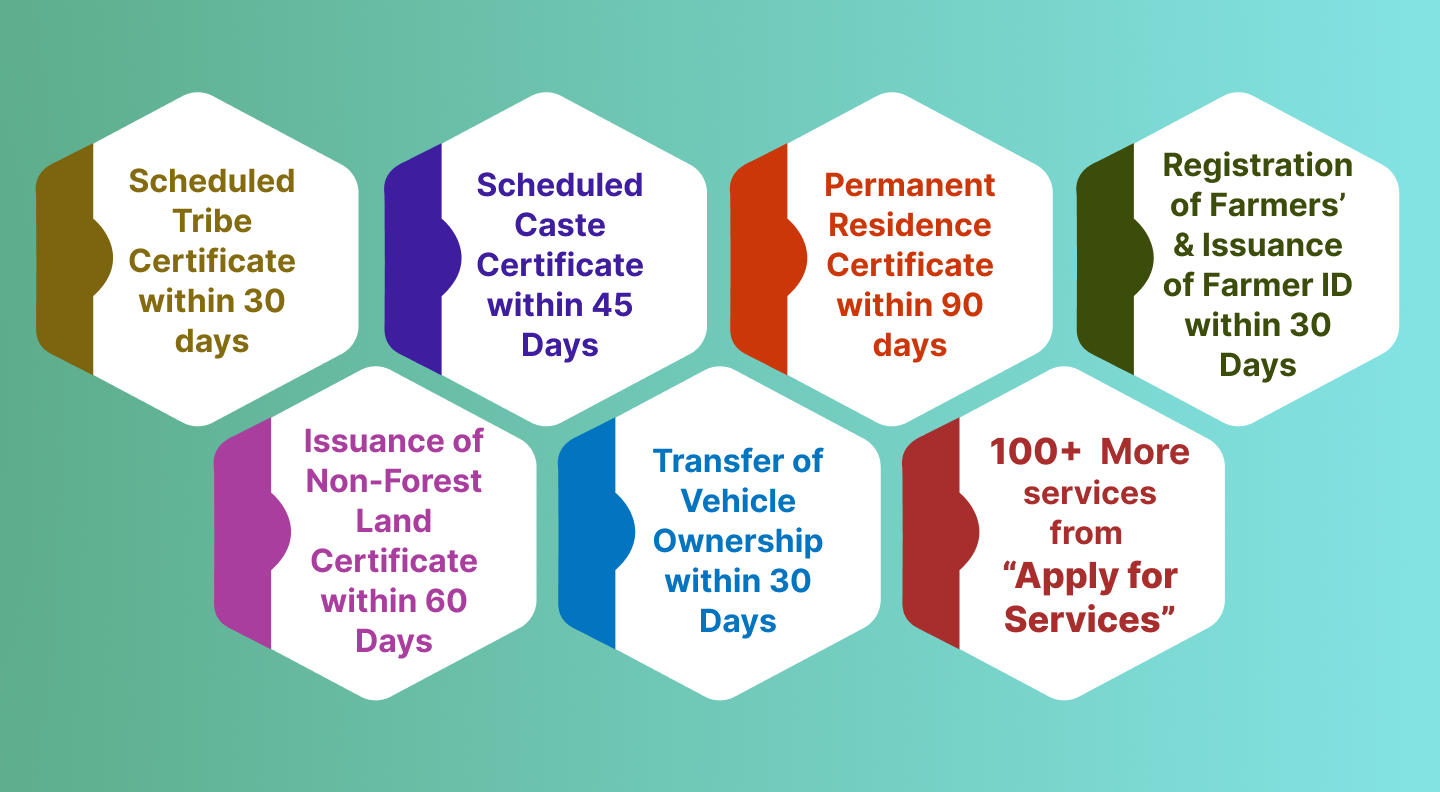 Scheduled
Tribe
Certificate
within 30
days
Scheduled
Caste
Certificate
within 45
Days
Permanent
Residence
Certificate
within 90
days
Registration
of Farmers’
& Issuance
of Farmer ID
within 30
Days
Issuance of
Non-Forest
Land
Certificate
within 60
Days
Transfer of
Vehicle
Ownership
within 30
Days
100+ More
services
from
“Apply for
Services”